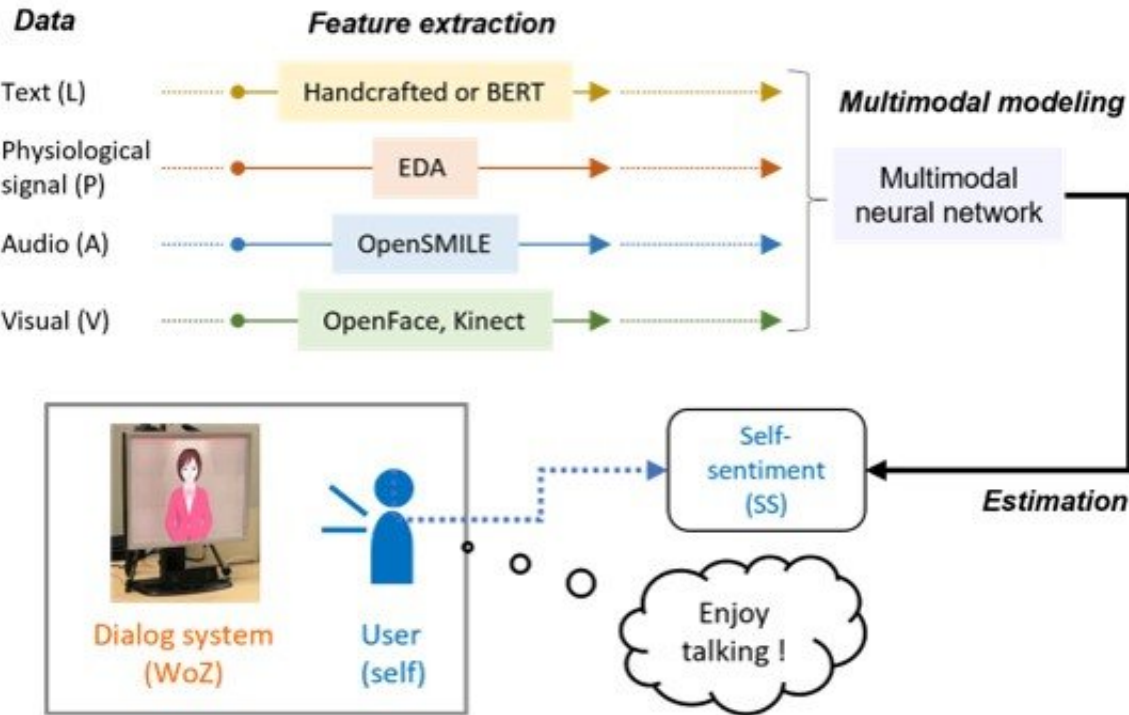 Data
Feature extraction
Text (L)
Handcrafted or BERT
Multimodal modeling
Physiological
signal (P)
EDA
Multimodal
neural network
Audio (A)
OpenSMILE
Visual (V)
OpenFace, Kinect
Self-
sentiment
(SS)
Estimation
Enjoy
talking !
Dialog system
(WoZ)
User
(self)